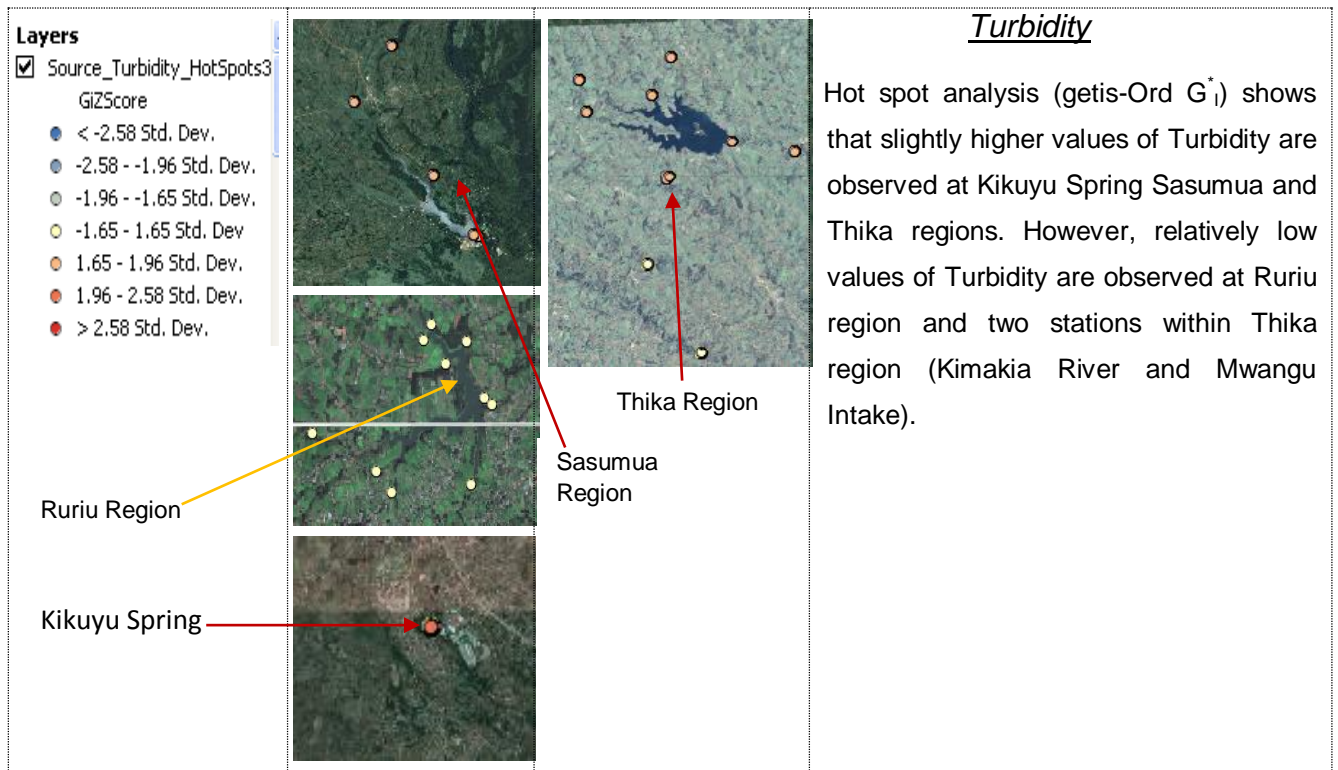 Layers
Source_Turbidity_HotSpots3
GiZScore
< -2.58 Std. Dev.
-2.58 - -1.96 Std. Dev.
-1.96 - -1.65 Std. Dev.
-1.65 - 1.65 Std. Dev
1.65 - 1.96 Std. Dev.
1.96 - 2.58 Std. Dev.
> 2.58 Std. Dev.
Ruriu Region
Kikuyu Spring
Sasumua
Region
Thika Region
Turbidity
Hot spot analysis (getis-Ord G*I) shows
that slightly higher values of Turbidity are
observed at Kikuyu Spring Sasumua and
Thika regions. However, relatively low
values of Turbidity are observed at Ruriu
region and two stations within Thika
region (Kimakia River and Mwangu
Intake).